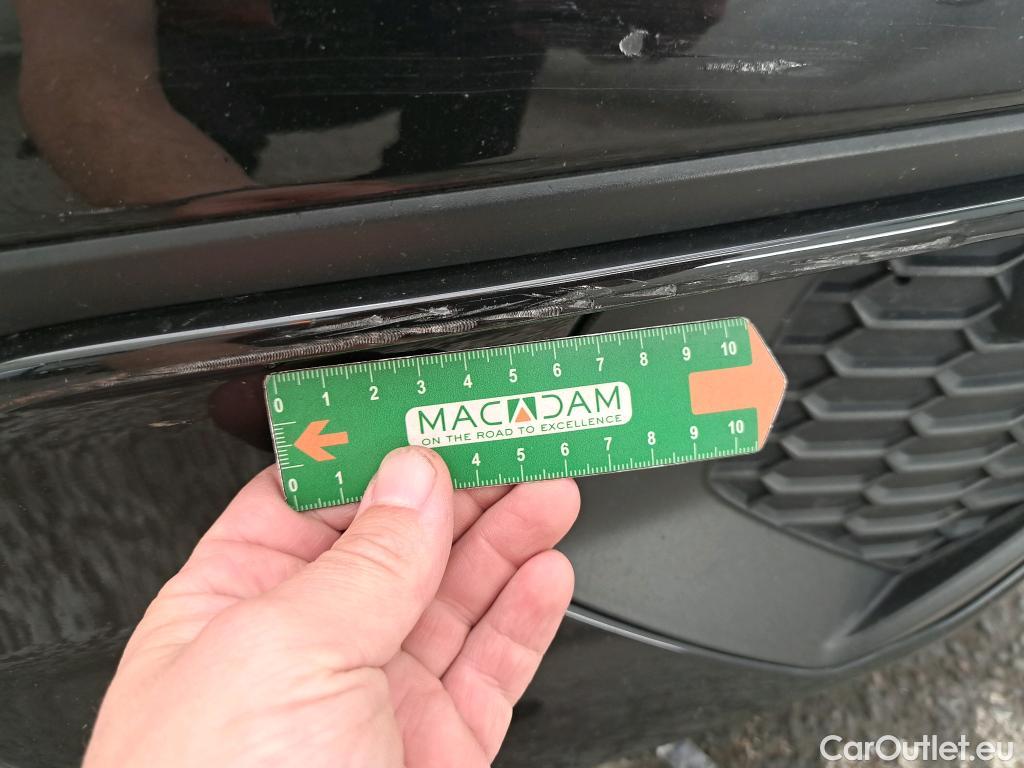 0 1 2 3 4 5 6 7 8 9 10
MACADAM
ON THE ROAD TO EXCELLENCE
0 1 4 5 6 7 8 9 10
CarOutlet.eu